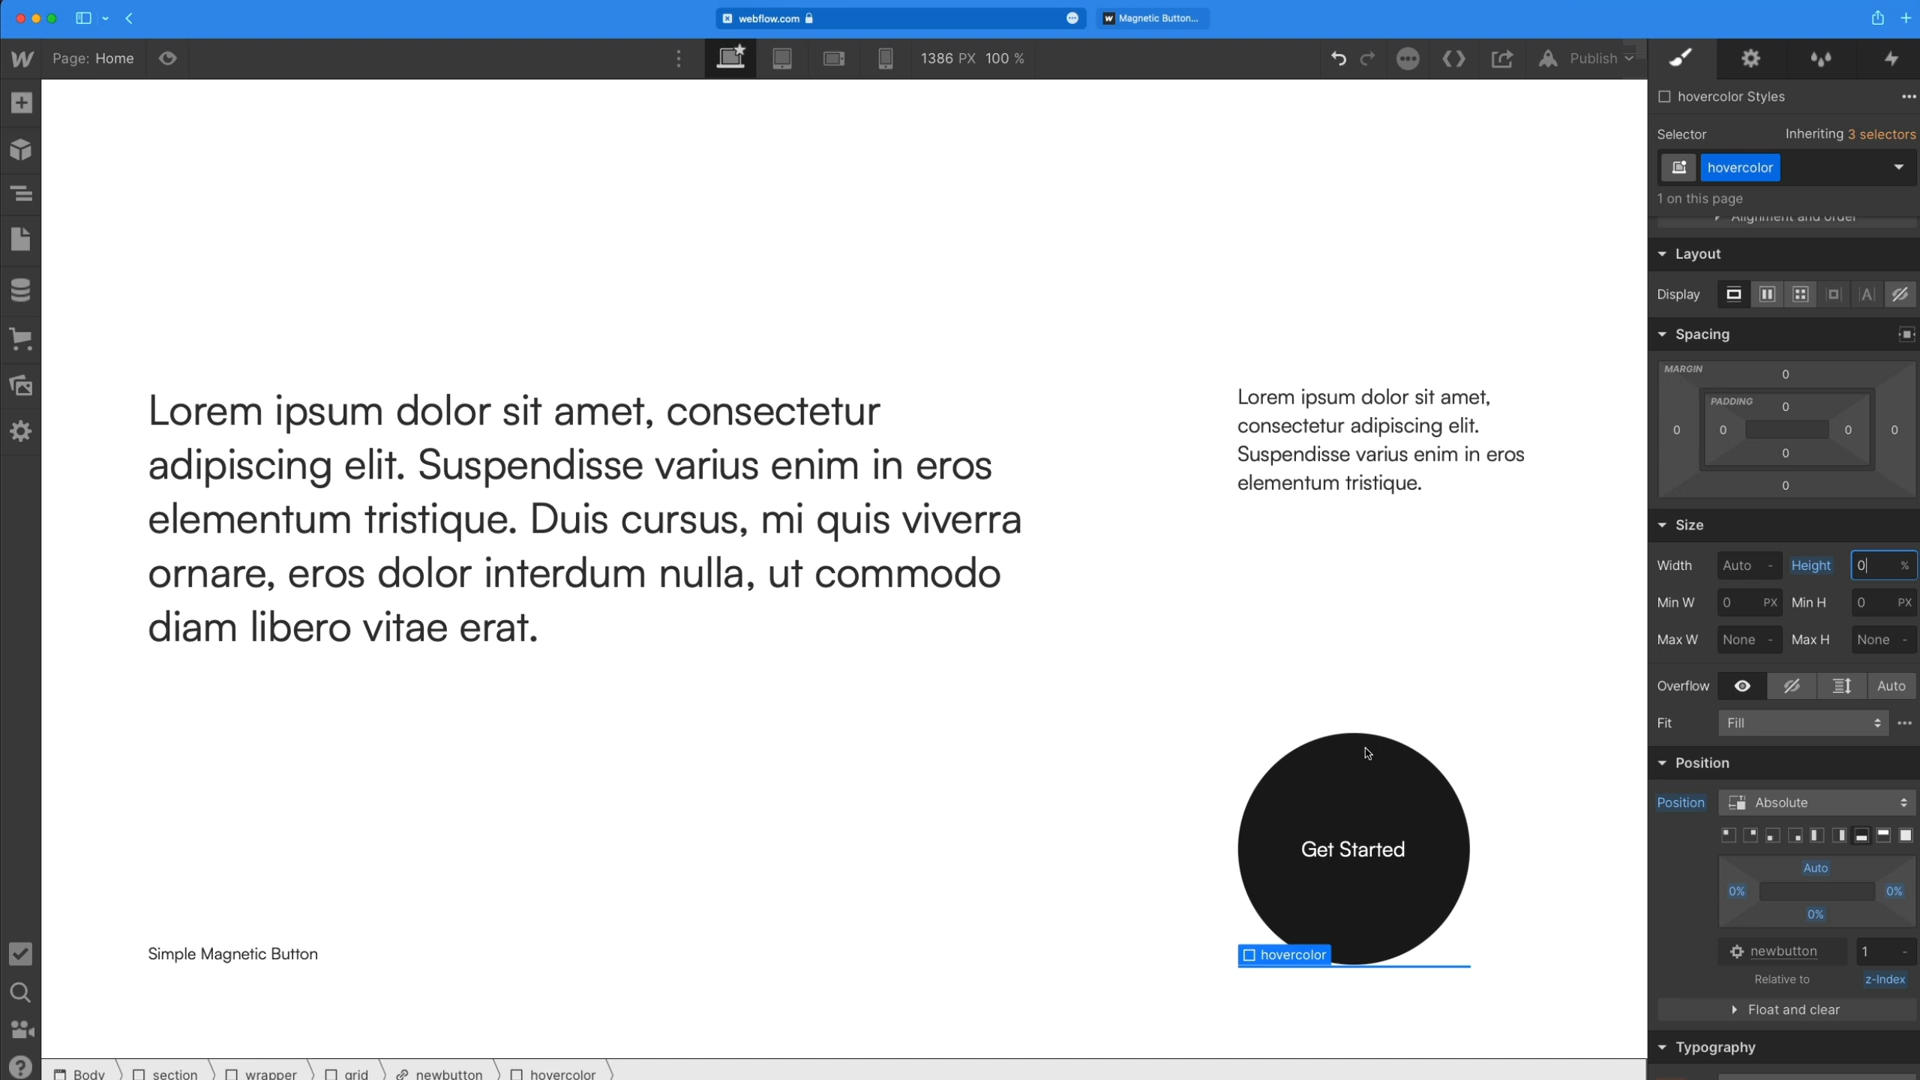 webflow.com
Magnetic Button...
Page: Home
1386 PX 100 %
Publish
hovercolor Styles
Selector
Inheriting 3 selectors
hovercolor
1 on this page
Alignment and order
Layout
Display
Spacing
MARGIN
0
PADDING
0
0 0 0 0
0
0
Size
Width Auto - Height 0 %
Min W 0 PX Min H 0 PX
Max W None - Max H None -
Overflow Auto
Fit Fill
Position
Position Absolute
Auto
0% 0%
0%
newbutton 1 -
Relative to z-Index
Float and clear
Typography
Lorem ipsum dolor sit amet, consectetur
adipiscing elit. Suspendisse varius enim in eros
elementum tristique. Duis cursus, mi quis viverra
ornare, eros dolor interdum nulla, ut commodo
diam libero vitae erat.
Lorem ipsum dolor sit amet,
consectetur adipiscing elit.
Suspendisse varius enim in eros
elementum tristique.
Get Started
Simple Magnetic Button
hovercolor
Body section wrapper grid newbutton hovercolor